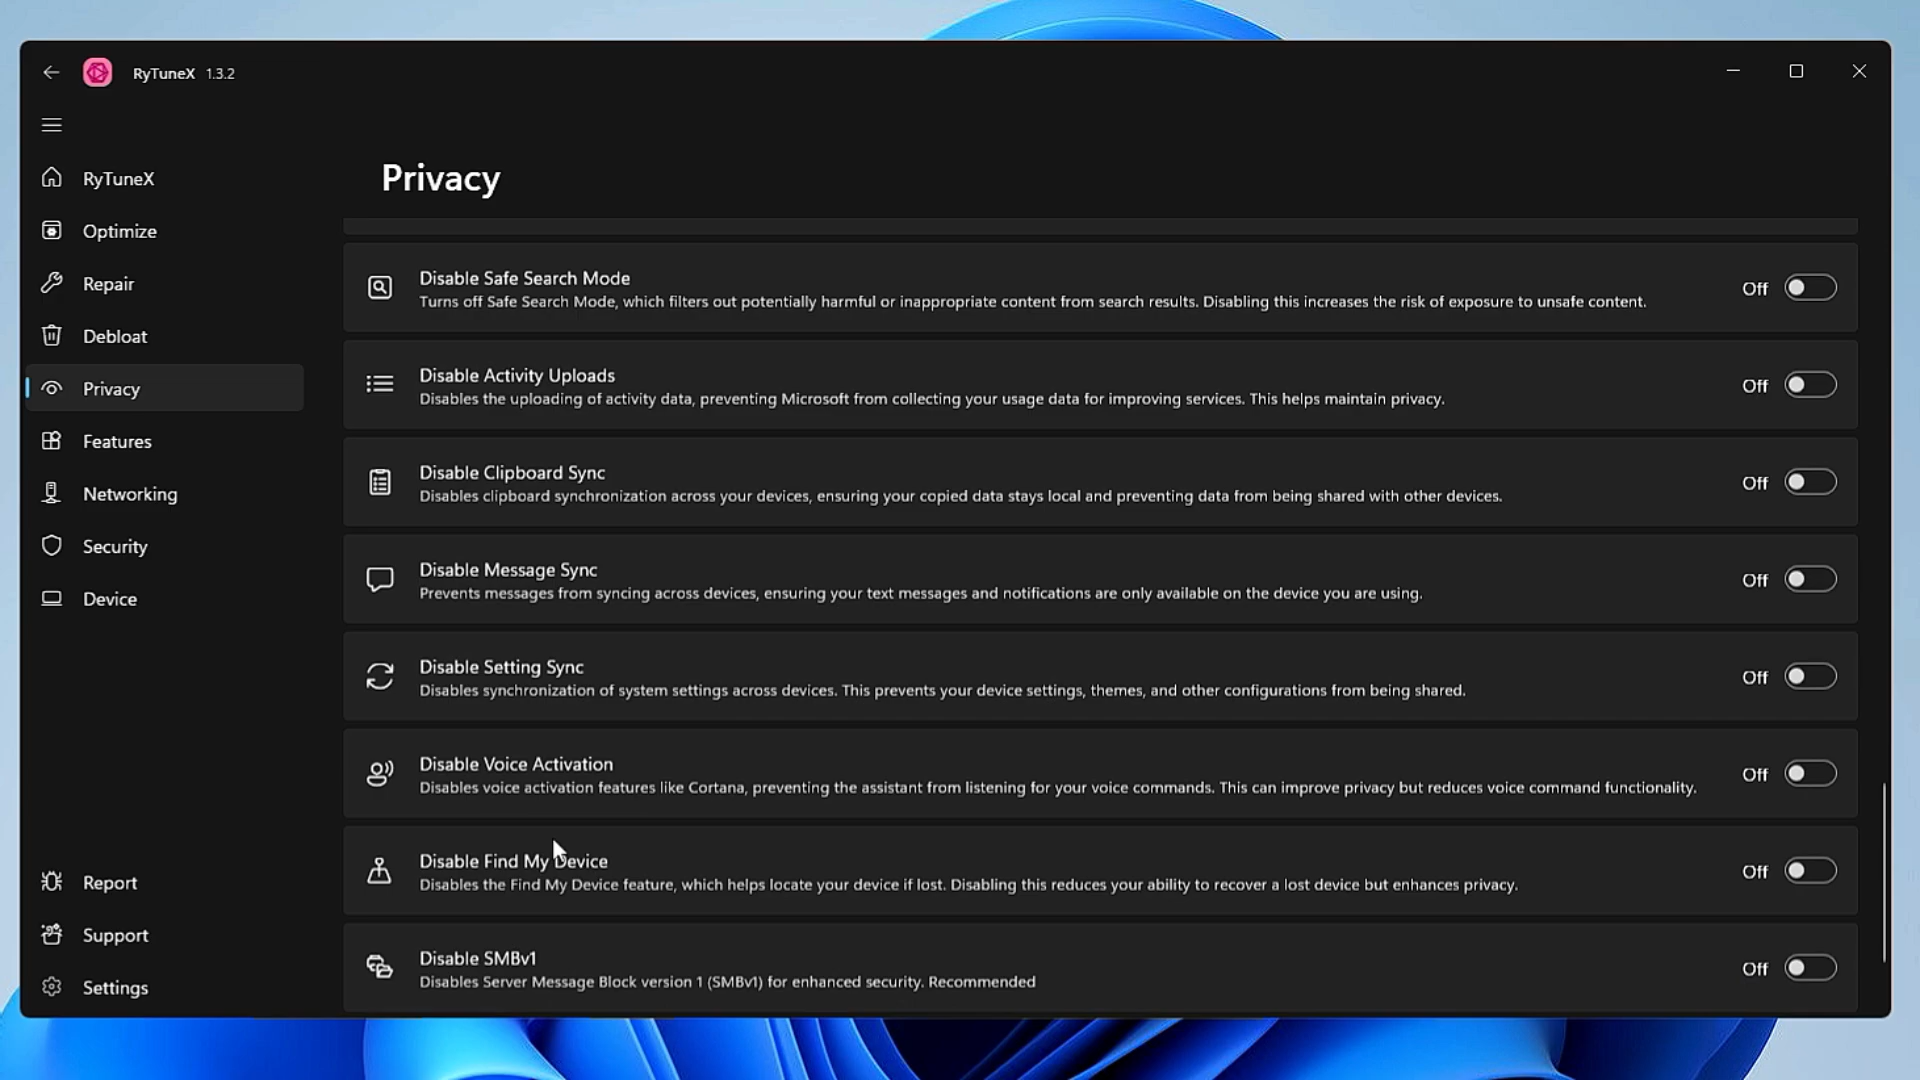 RyTuneX 1.3.2
RyTuneX
Optimize
Repair
Debloat
Privacy
Features
Networking
Security
Device
Report
Support
Settings
Privacy
Disable Safe Search Mode
Turns off Safe Search Mode, which filters out potentially harmful or inappropriate content from search results. Disabling this increases the risk of exposure to unsafe content.
Off
Disable Activity Uploads
Disables the uploading of activity data, preventing Microsoft from collecting your usage data for improving services. This helps maintain privacy.
Off
Disable Clipboard Sync
Disables clipboard synchronization across your devices, ensuring your copied data stays local and preventing data from being shared with other devices.
Off
Disable Message Sync
Prevents messages from syncing across devices, ensuring your text messages and notifications are only available on the device you are using.
Off
Disable Setting Sync
Disables synchronization of system settings across devices. This prevents your device settings, themes, and other configurations from being shared.
Off
Disable Voice Activation
Disables voice activation features like Cortana, preventing the assistant from listening for your voice commands. This can improve privacy but reduces voice command functionality.
Off
Disable Find My Device
Disables the Find My Device feature, which helps locate your device if lost. Disabling this reduces your ability to recover a lost device but enhances privacy.
Off
Disable SMBv1
Disables Server Message Block version 1 (SMBv1) for enhanced security. Recommended
Off